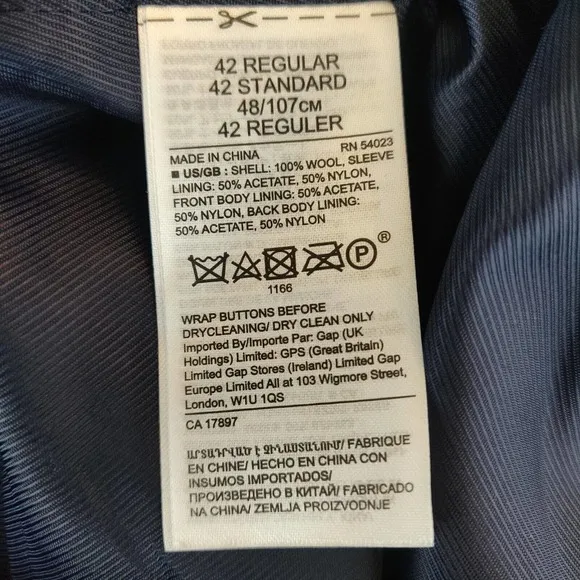 42 REGULAR
42 STANDARD
48/107CM
42 REGULER
MADE IN CHINA RN 54023
■ US/GB : SHELL: 100% WOOL, SLEEVE
LINING: 50% ACETATE, 50% NYLON,
FRONT BODY LINING: 50% ACETATE,
50% NYLON, BACK BODY LINING:
50% ACETATE, 50% NYLON
P ®
1166
WRAP BUTTONS BEFORE
DRYCLEANING/ DRY CLEAN ONLY
Imported By/Importe Par: Gap (UK
Holdings) Limited: GPS (Great Britain)
Limited Gap Stores (Ireland) Limited Gap
Europe Limited All at 103 Wigmore Street,
London, W1U 1QS
CA 17897
ԱՐՏԱԴՐՎԱԾ Է ՉԻՆԱՍՏԱՆՈՒՄ/ FABRIQUE
EN CHINE/ HECHO EN CHINA CON
INSUMOS IMPORTADOS/
ПРОИЗВЕДЕНО В КИТАЙ/ FABRICADO
NA CHINA/ ZEMLJA PROIZVODNJE